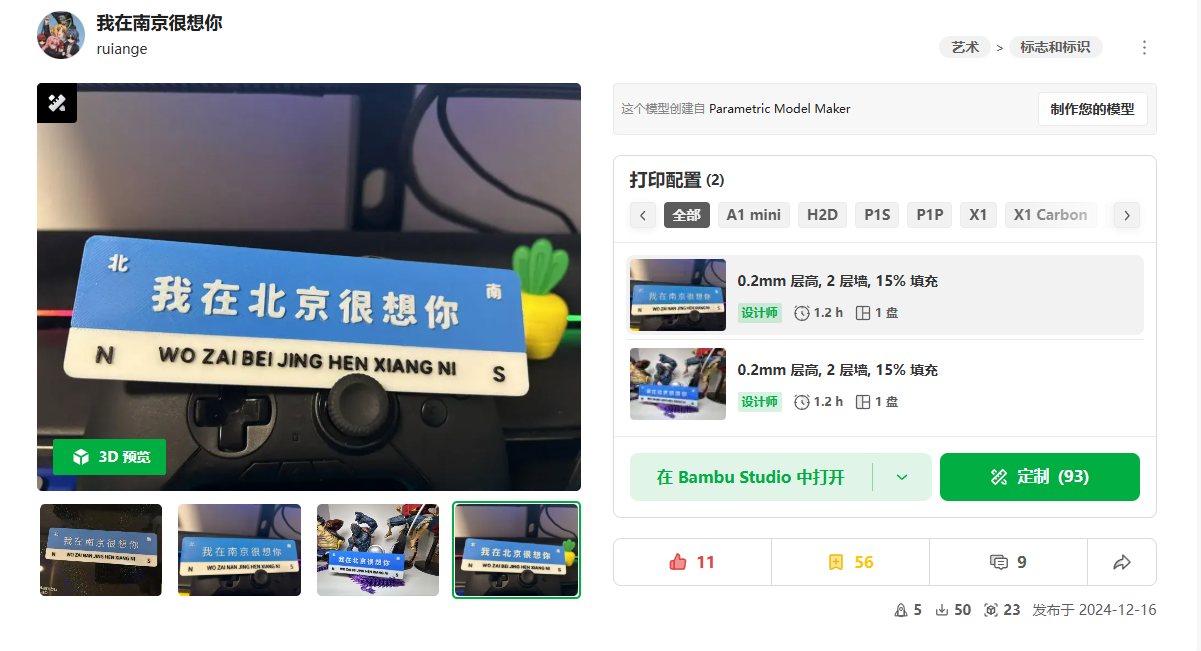 我在南京很想你
ruiange
艺术 > 标志和标识
这个模型创建自 Parametric Model Maker
制作您的模型
北
我在北京很想你
南
N
WO ZAI BEI JING HEN XIANG NI
S
3D 预览
打印配置 (2)
全部
A1 mini
H2D
P1S
P1P
X1
X1 Carbon
0.2mm 层高, 2 层墙, 15% 填充
设计师 1.2 h 1 盘
0.2mm 层高, 2 层墙, 15% 填充
设计师 1.2 h 1 盘
在 Bambu Studio 中打开
定制 (93)
我在南京很想你
WO ZAI NAN JING HEN XIANG NI
我在南京很想你
WO ZAI NAN JING HEN XIANG NI
我在北京很想你
我在北京很想你
WO ZAI BEI JING HEN XIANG NI
11
56
9
5 50 23 发布于 2024-12-16